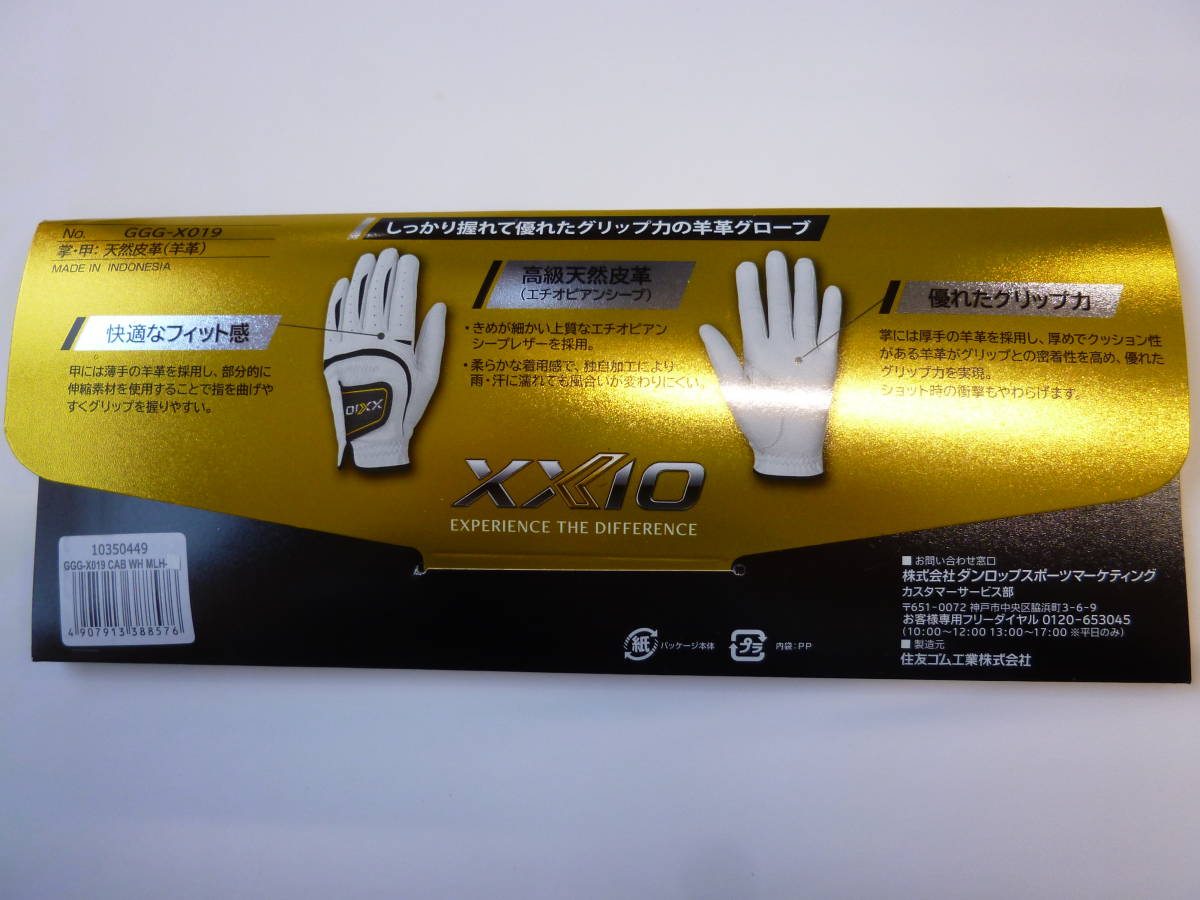 No. GGG-X019
掌・甲：天然皮革（羊革）
MADE IN INDONESIA
しっかり握れて優れたグリップ力の羊革グローブ
快適なフィット感
甲には薄手の羊革を採用し、部分的に
伸縮素材を使用することで指を曲げや
すくグリップを握りやすい。
高級天然皮革
（エチオピアンシープ）
・きめが細かい上質なエチオピアン
シープレザーを採用。
・柔らかな着用感で、独自加工により
雨・汗に濡れても風合いが変わりにくい。
優れたグリップ力
掌には厚手の羊革を採用し、厚めでクッション性
がある羊革がグリップとの密着性を高め、優れた
グリップ力を実現。
ショット時の衝撃もやわらげます。
XXIO
XXIO
EXPERIENCE THE DIFFERENCE
10350449
GGG-X019 CAB WH MLH-
4907913388576
紙
パッケージ本体
プラ
内袋：PP
■お問い合わせ窓口
株式会社ダンロップスポーツマーケティング
カスタマーサービス部
〒651-0072 神戸市中央区脇浜町3-6-9
お客様専用フリーダイヤル 0120-653045
（10:00〜12:00 13:00〜17:00 ※平日のみ）
■製造元
住友ゴム工業株式会社